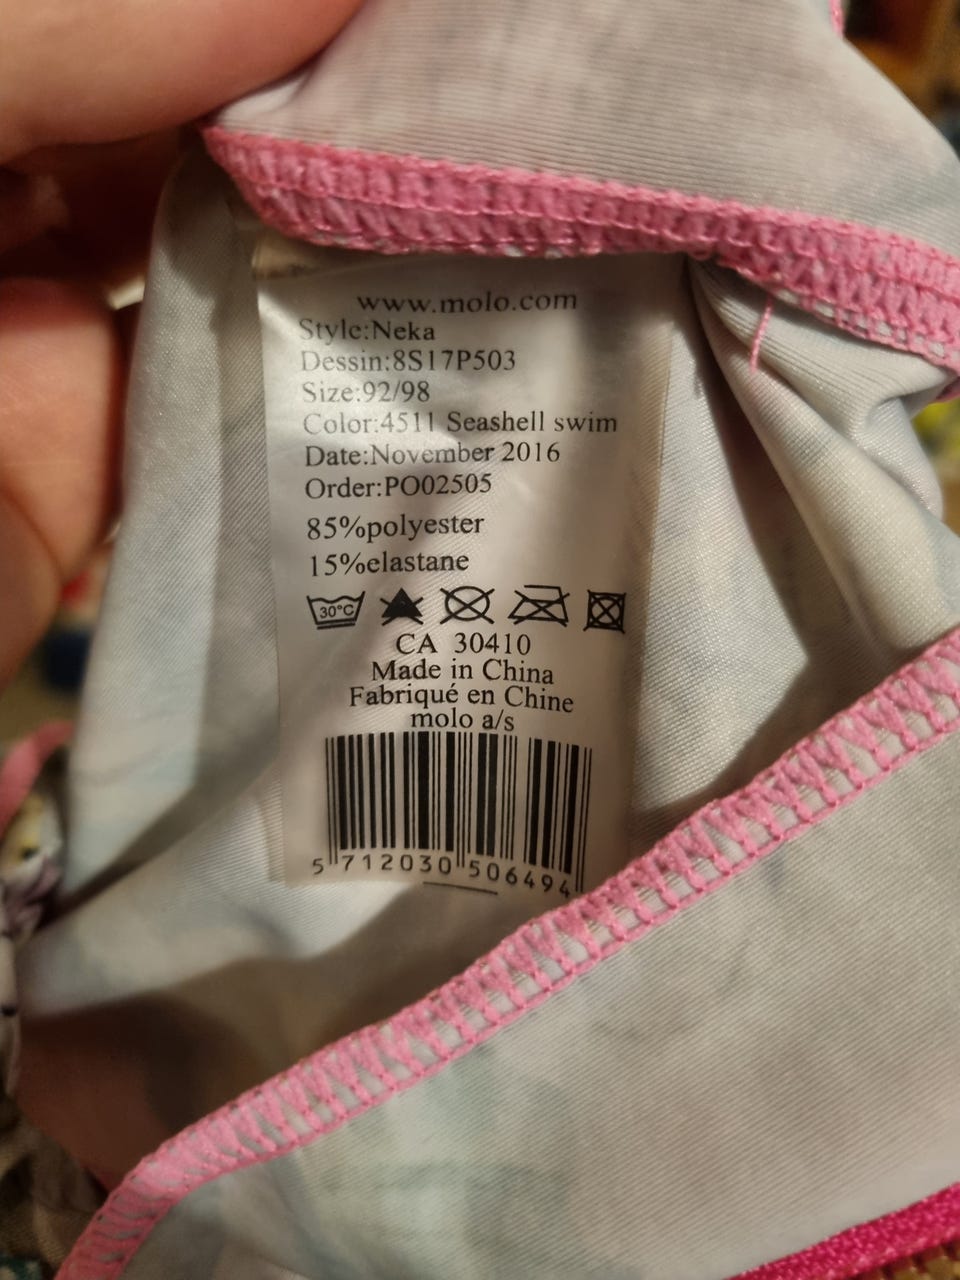 www.molo.com
Style:Neka
Dessin:8S17P503
Size:92/98
Color:4511 Seashell swim
Date:November 2016
Order:PO02505
85%polyester
15%elastane
30°C
CA 30410
Made in China
Fabriqué en Chine
molo a/s
5 712030 506494